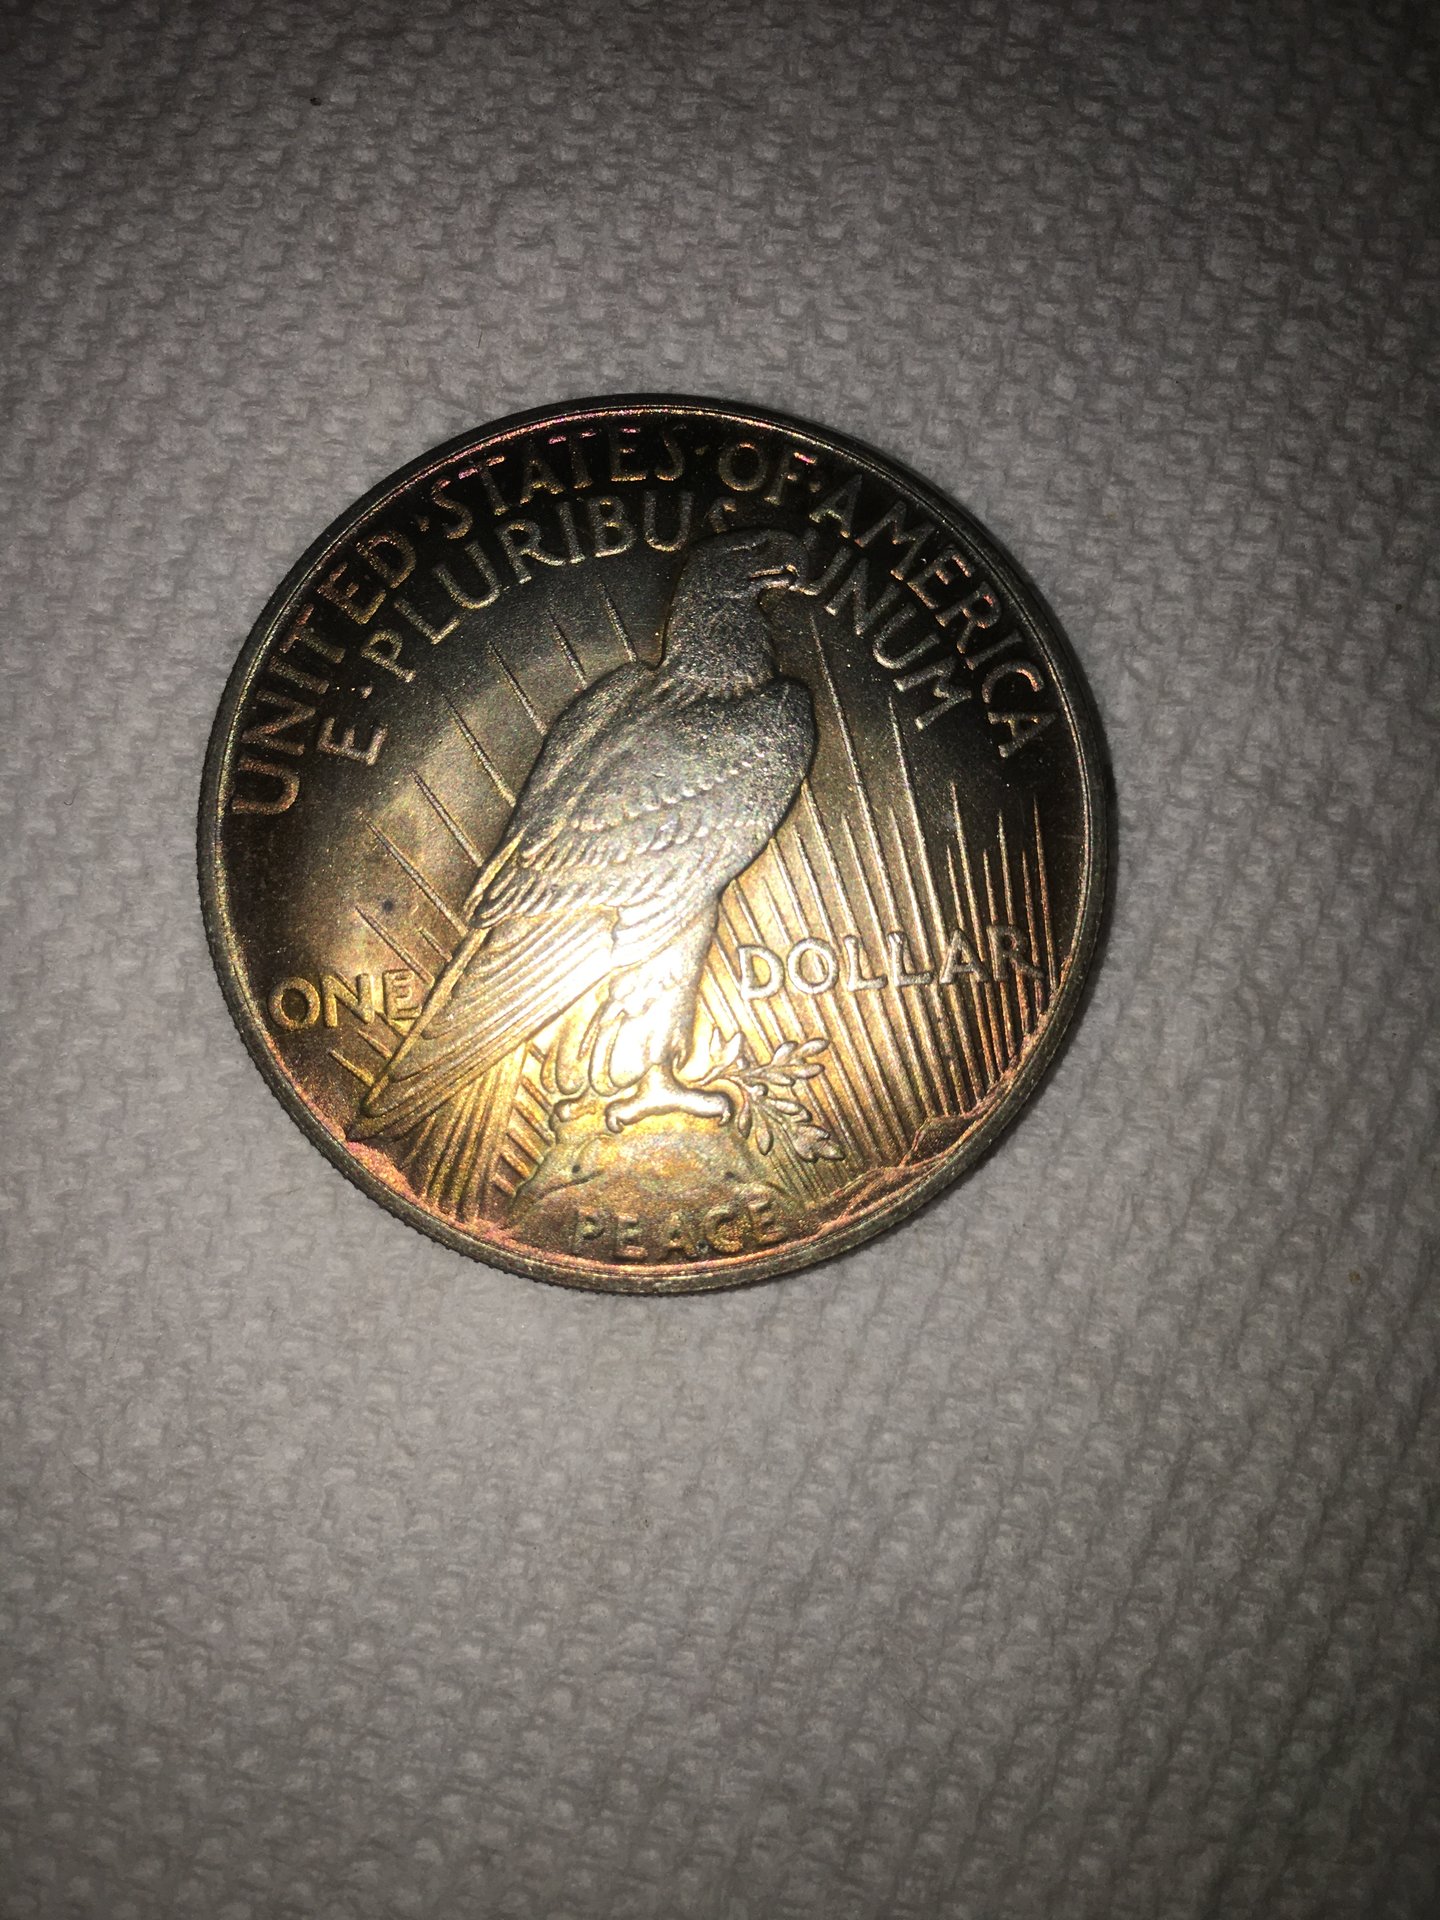 UNITED·STATES·OF·AMERICA
E·PLURIBUS UNUM
ONE DOLLAR
PEACE